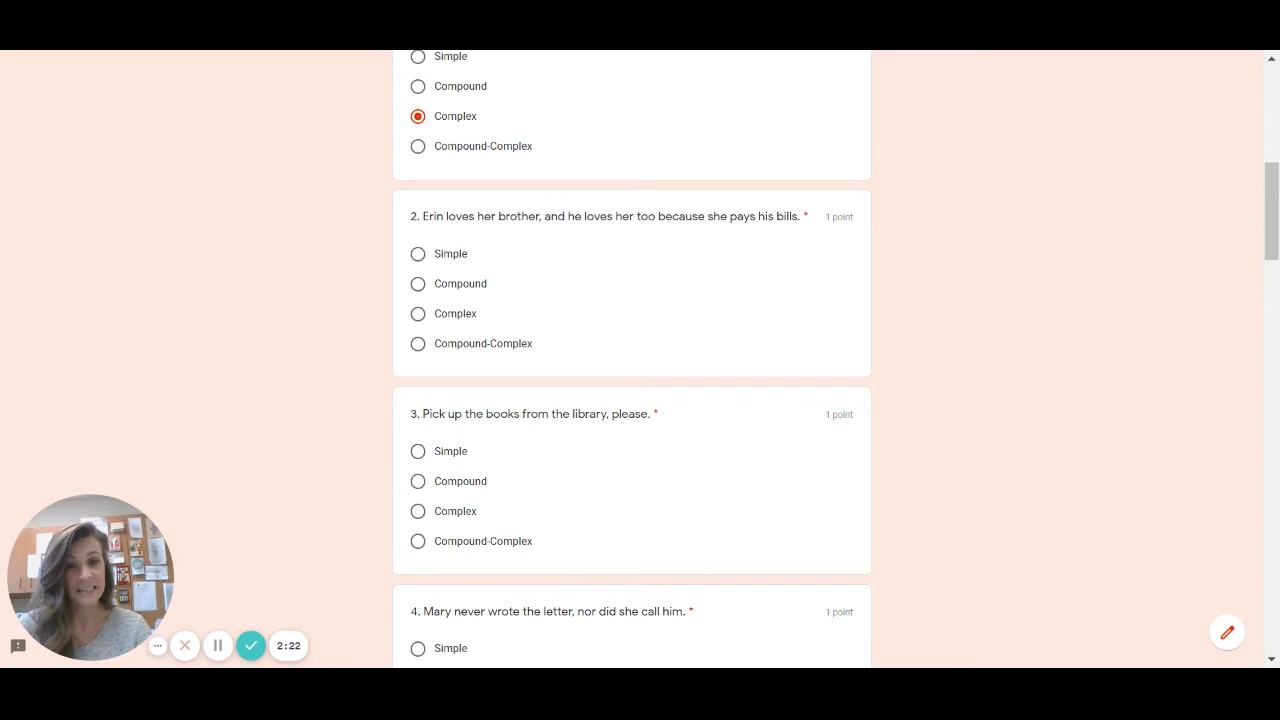 Simple
Compound
Complex
Compound-Complex
2. Erin loves her brother, and he loves her too because she pays his bills. * 1 point
Simple
Compound
Complex
Compound-Complex
3. Pick up the books from the library, please. * 1 point
Simple
Compound
Complex
Compound-Complex
4. Mary never wrote the letter, nor did she call him. * 1 point
Simple
2:22